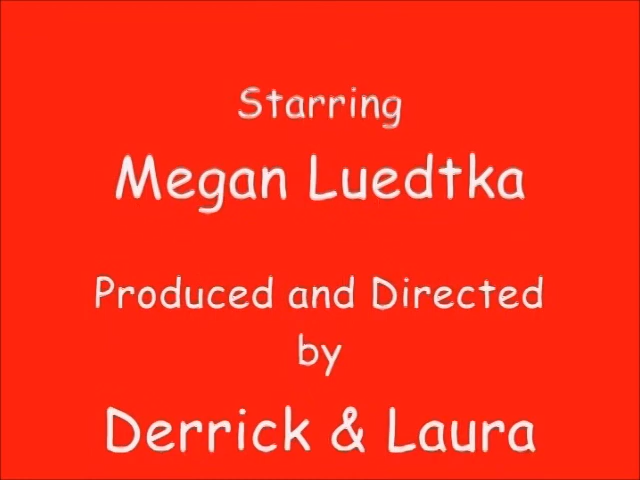 Starring
Megan Luedtka
Produced and Directed
by
Derrick & Laura